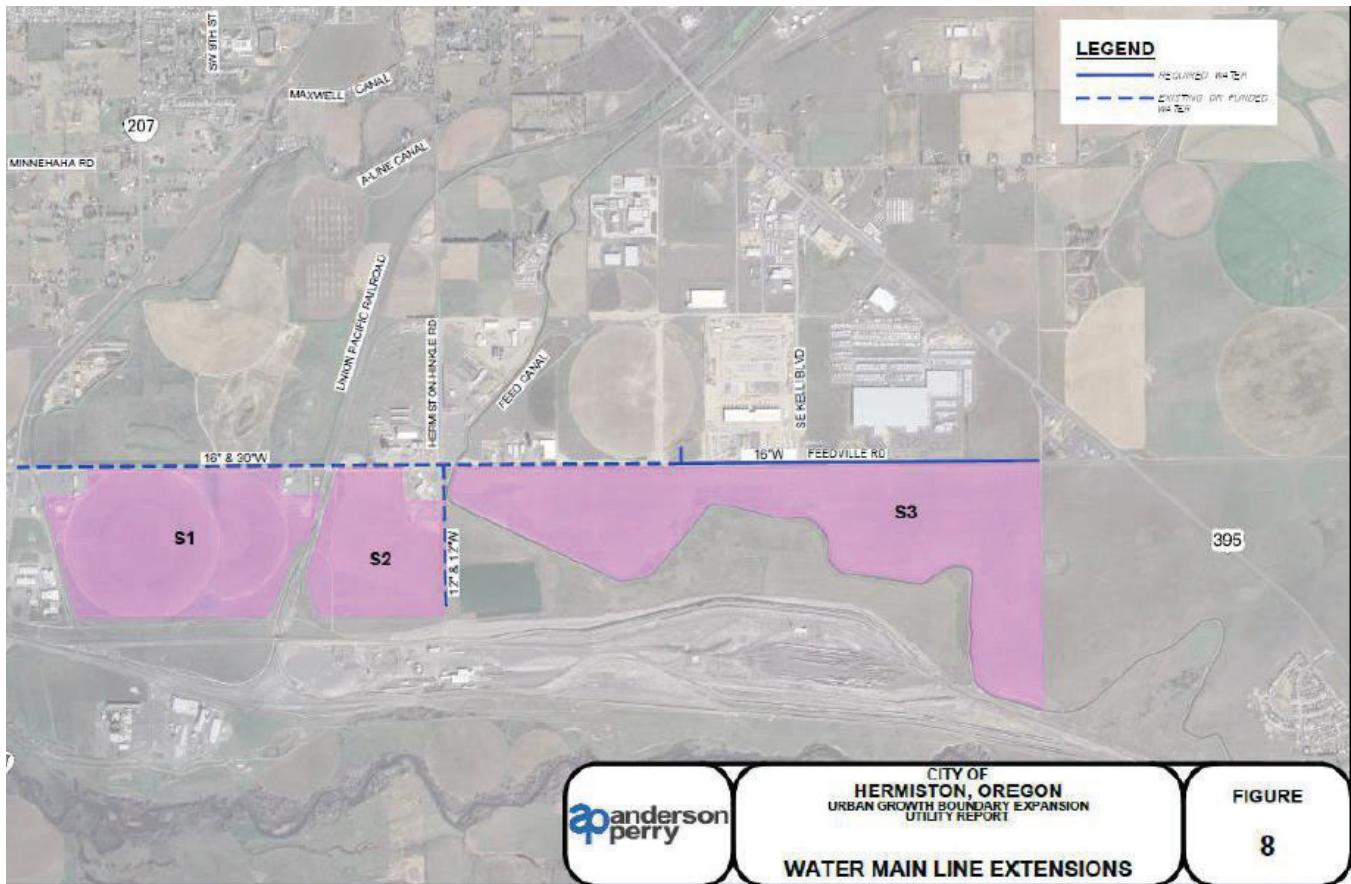 SW 9TH ST
MAXWELL CANAL
207
MINNEHAHA RD
A-LINE CANAL
UNION PACIFIC RAILROAD
HERMISTON-HINKLE RD
FEED CANAL
SE KELLI BLVD
16" & 30"W
16"W
FEEDVILLE RD
12" & 12"W
S1
S2
S3
395
LEGEND
REQUIRED WATER
EXISTING OR FUNDED
WATER
anderson
perry
CITY OF
HERMISTON, OREGON
URBAN GROWTH BOUNDARY EXPANSION
UTILITY REPORT
WATER MAIN LINE EXTENSIONS
FIGURE
8